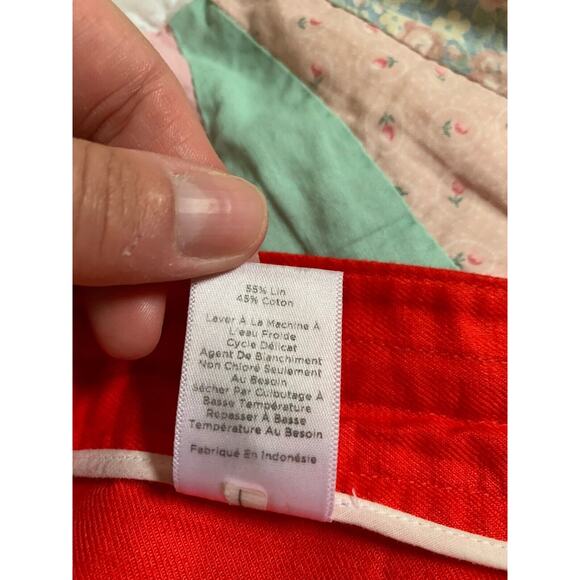 55% Lin
45% Coton
Laver À La Machine À
L'eau Froide
Cycle Délicat
Agent De Blanchiment
Non Chloré Seulement
Au Besoin
Sécher Par Culbutage À
Basse Température
Repasser À Basse
Température Au Besoin
Fabriqué En Indonésie